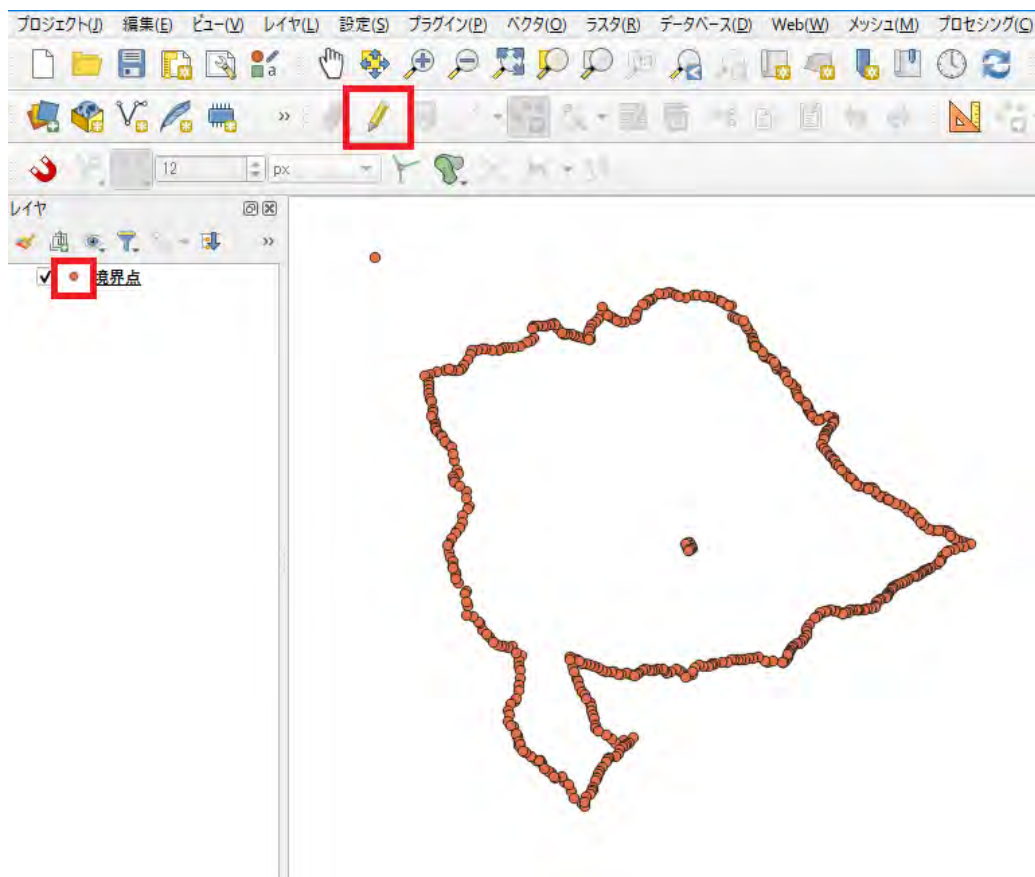 プロジェクト(J) 編集(E) ビュー(V) レイヤ(L) 設定(S) プラグイン(P) ベクタ(O) ラスタ(R) データベース(D) Web(W) メッシュ(M) プロセシング(C)
a
12 px
レイヤ
境界点